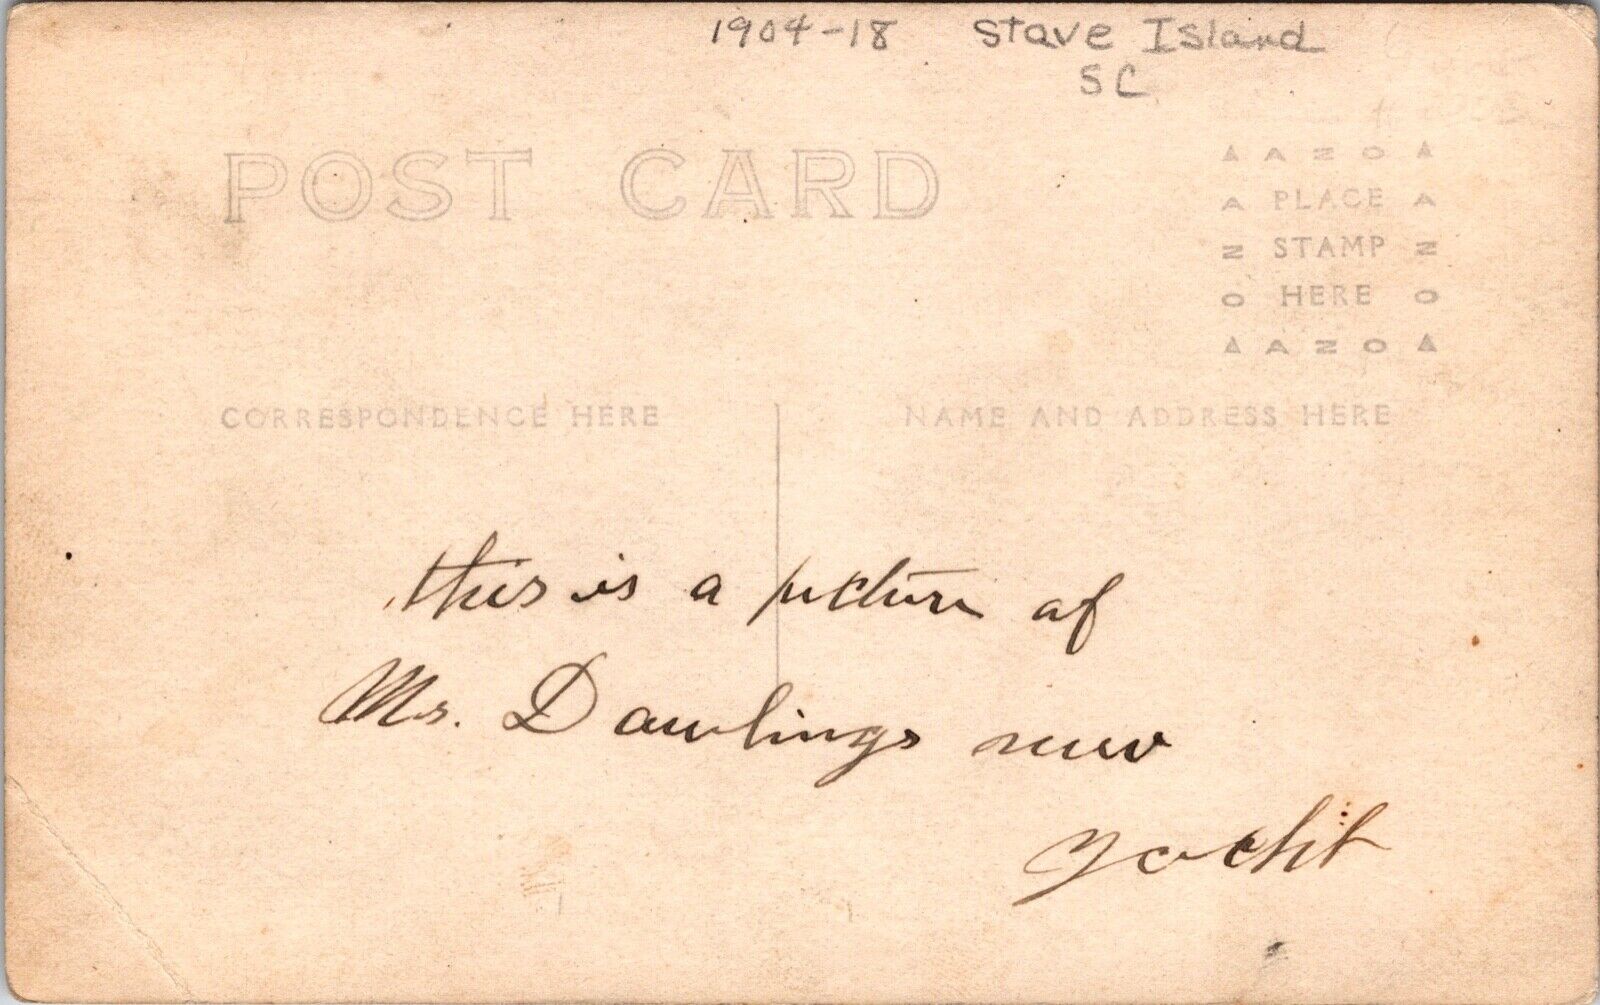 1904-18 Stave Island
SC
POST CARD
AZO
A PLACE A
Z STAMP Z
O HERE O
AZO
CORRESPONDENCE HERE
NAME AND ADDRESS HERE
this is a picture of
Mr. Dawlings new
yacht